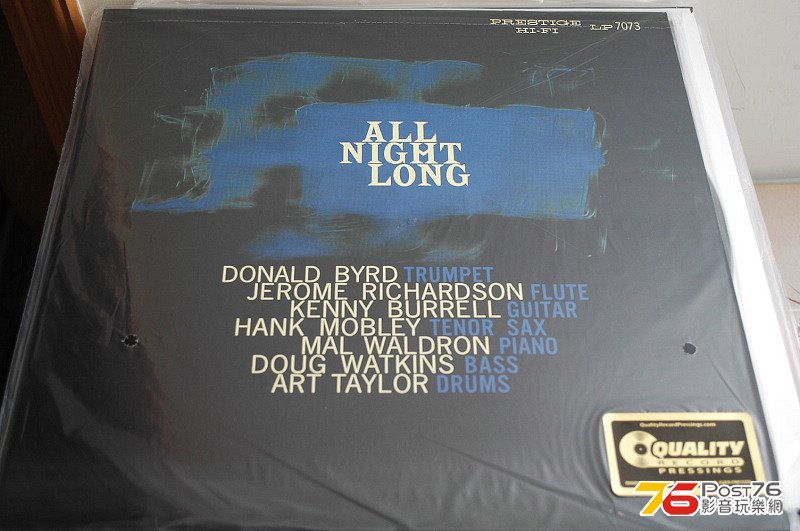 PRESTIGE LP 7073
HI-FI
ALL
NIGHT
LONG
DONALD BYRD TRUMPET
JEROME RICHARDSON FLUTE
KENNY BURRELL GUITAR
HANK MOBLEY TENOR SAX
MAL WALDRON PIANO
DOUG WATKINS BASS
ART TAYLOR DRUMS
QualityRecordPressings.com
QUALITY
RECORD
PRESSINGS
76 Post76
影音玩樂網